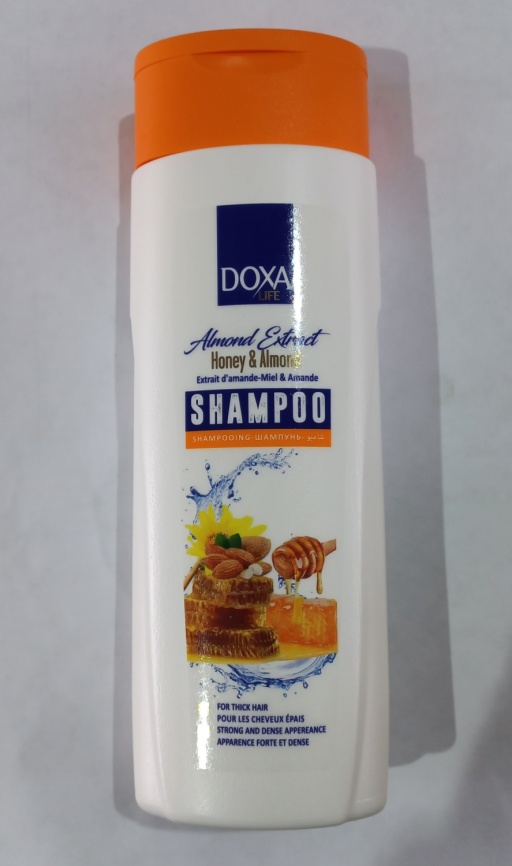 DOXA
LIFE
Almond Extract
Honey & Almond
Extrait d'amande-Miel & Amande
SHAMPOO
SHAMPOOING-ШАМПУНЬ-شامبو
FOR THICK HAIR
POUR LES CHEVEUX ÉPAIS
STRONG AND DENSE APPEREANCE
APPARENCE FORTE ET DENSE